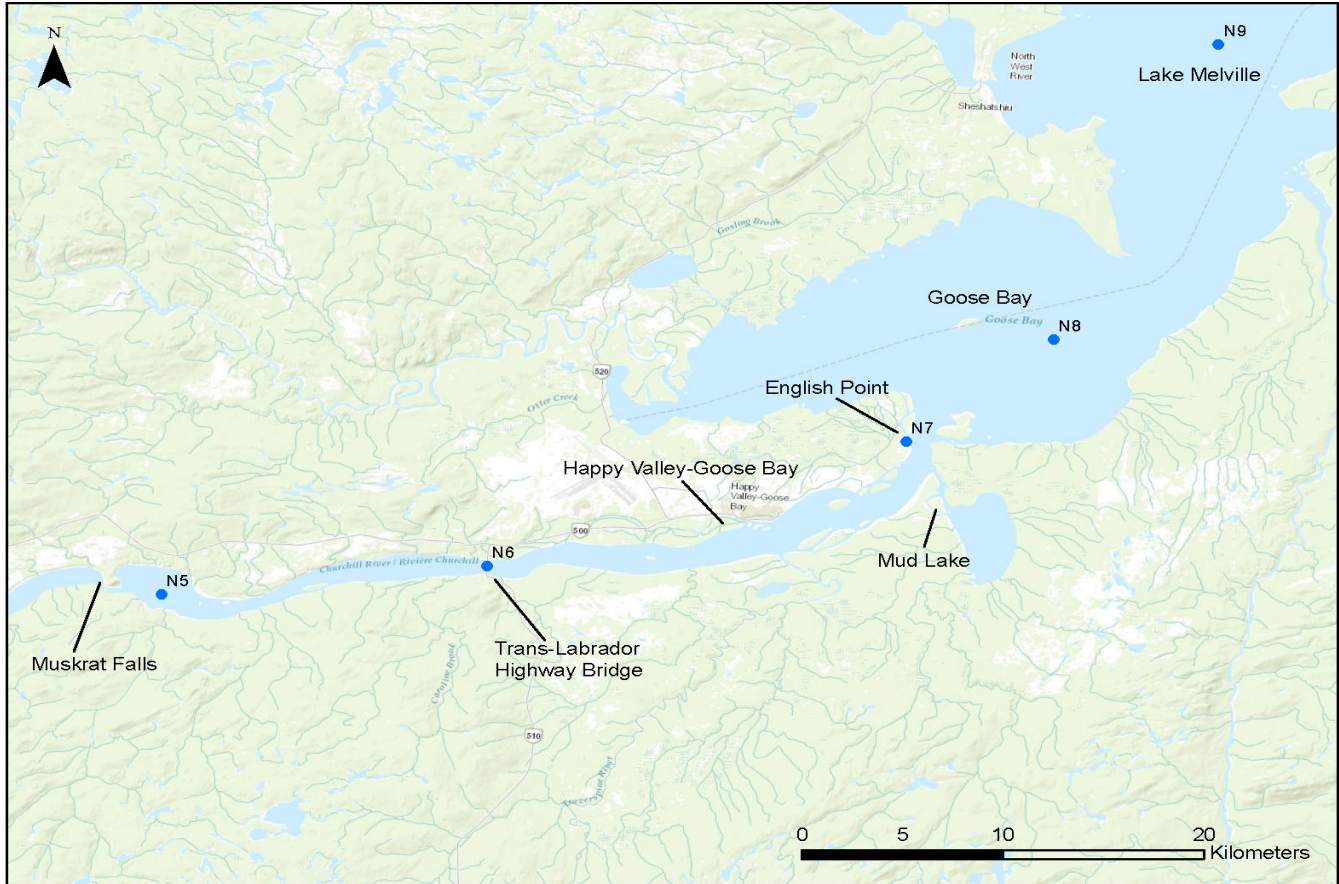 N
N9
North
West
River
Lake Melville
Sheshatshiu
Gosling Brook
Goose Bay
Goose Bay
N8
520
English Point
Otter Creek
N7
Happy Valley-Goose Bay
Happy
Valley-Goose
Bay
500
Mud Lake
N6
Churchill River / Rivière Churchill
N5
Muskrat Falls
Trans-Labrador
Highway Bridge
Caroline Brook
510
0 5 10 20
Kilometers